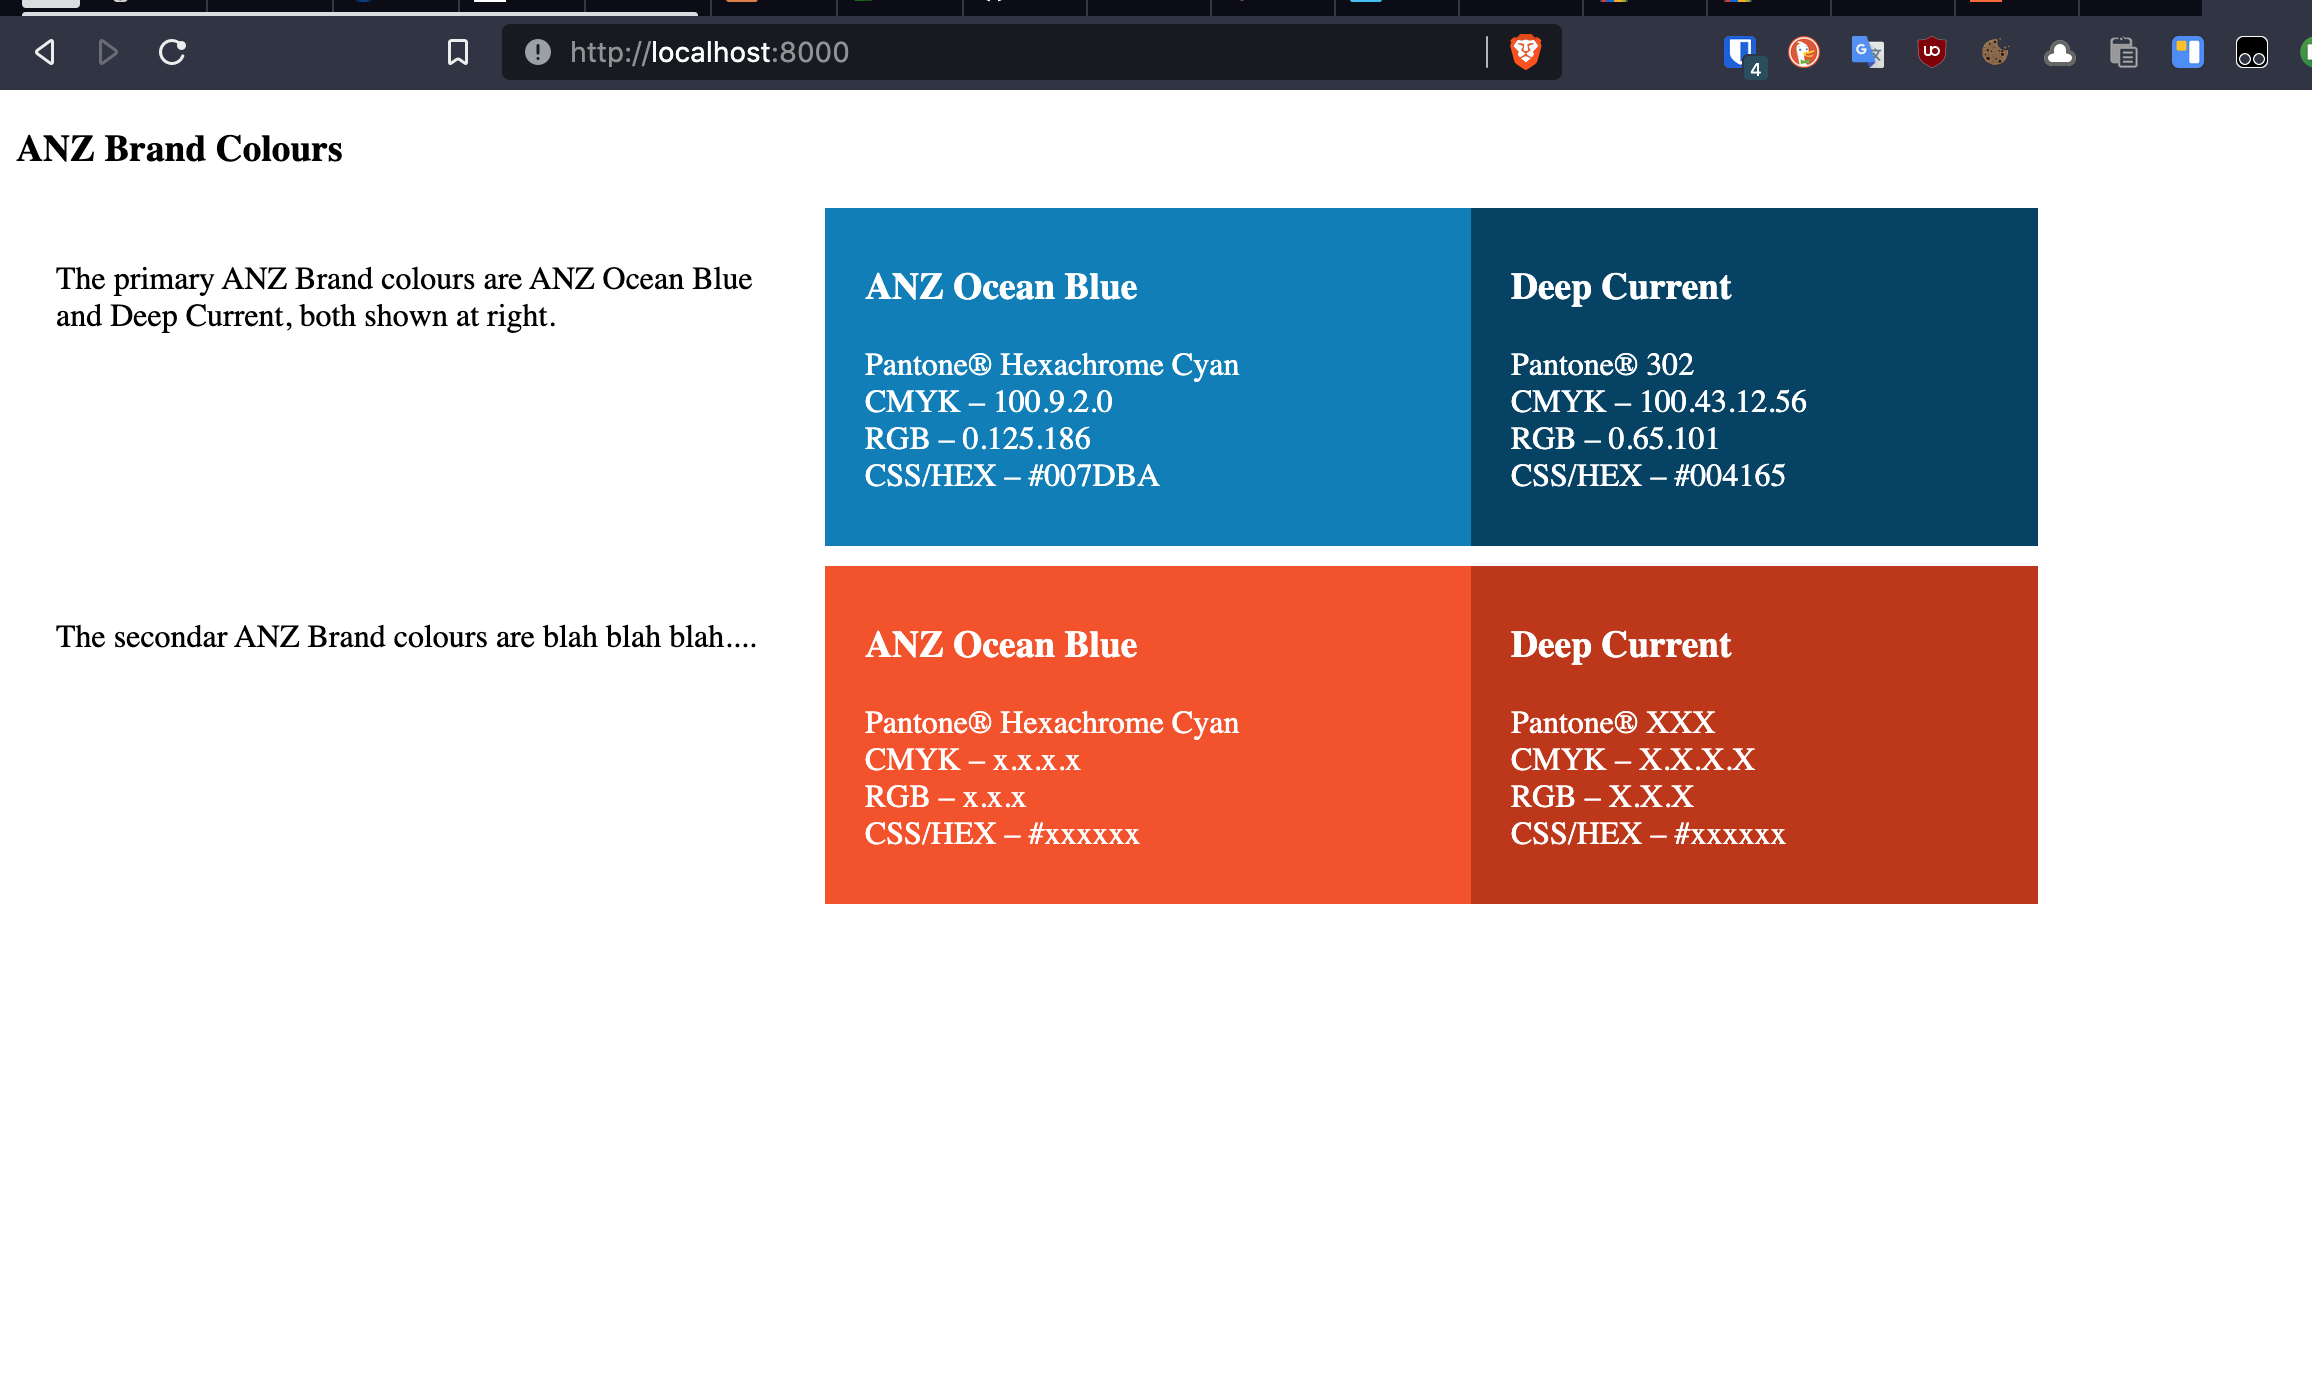 http://localhost:8000
4
ANZ Brand Colours
The primary ANZ Brand colours are ANZ Ocean Blue
and Deep Current, both shown at right.
ANZ Ocean Blue
Pantone® Hexachrome Cyan
CMYK – 100.9.2.0
RGB – 0.125.186
CSS/HEX – #007DBA
Deep Current
Pantone® 302
CMYK – 100.43.12.56
RGB – 0.65.101
CSS/HEX – #004165
The secondar ANZ Brand colours are blah blah blah....
ANZ Ocean Blue
Pantone® Hexachrome Cyan
CMYK – x.x.x.x
RGB – x.x.x
CSS/HEX – #xxxxxx
Deep Current
Pantone® XXX
CMYK – X.X.X.X
RGB – X.X.X
CSS/HEX – #xxxxxx